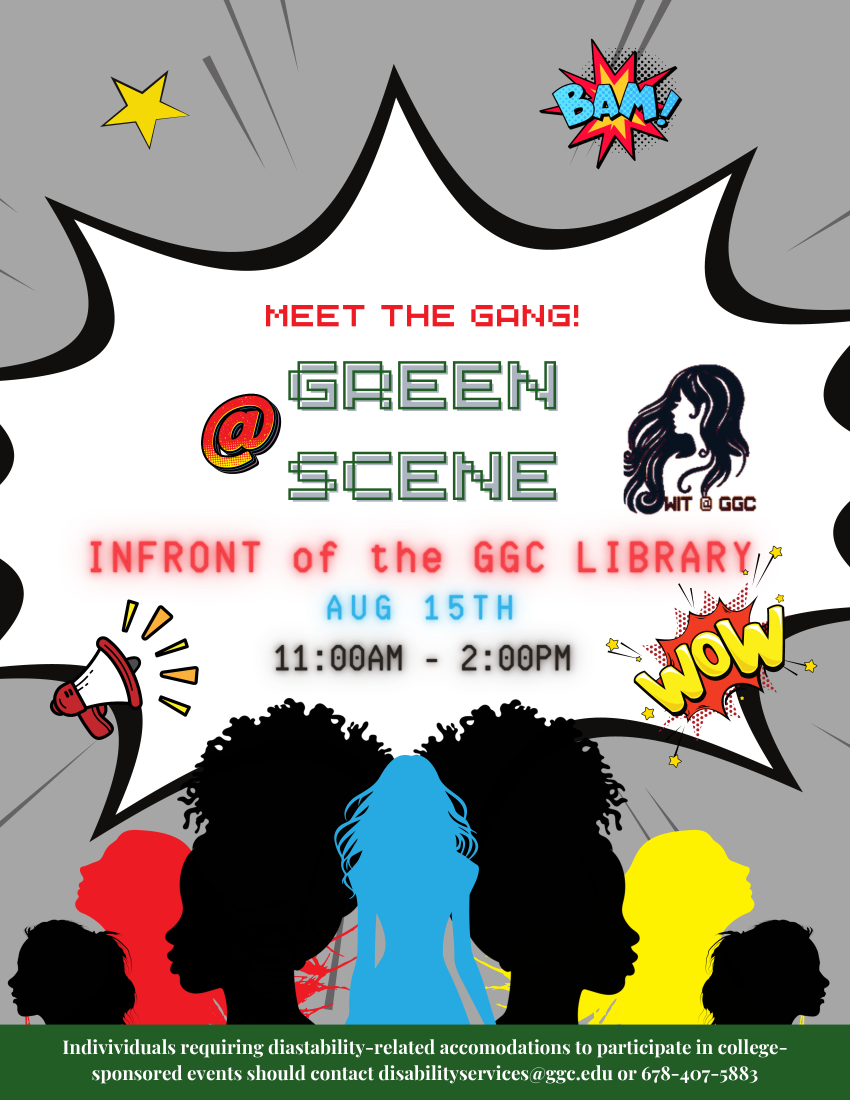 BAM!
MEET THE GANG!
@ GREEN
SCENE
WIT @ GGC
INFRONT of the GGC LIBRARY
AUG 15TH
11:00AM - 2:00PM
WOW
Indivividuals requiring diastability-related accomodations to participate in college-
sponsored events should contact disabilityservices@ggc.edu or 678-407-5883